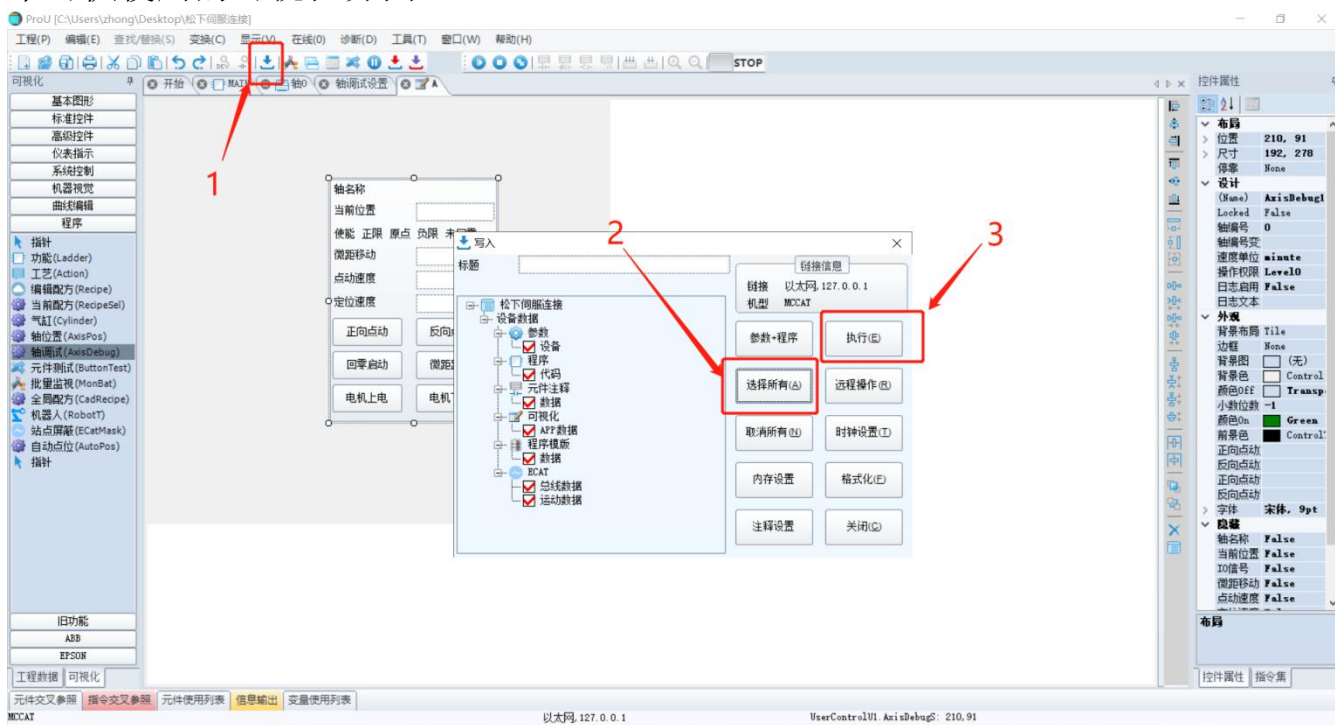 ProU [C:\Users\zhong\Desktop\松下伺服连接]
工程(P) 编辑(E) 查找/替换(S) 变换(C) 显示(V) 在线(O) 诊断(D) 工具(T) 窗口(W) 帮助(H)
STOP
可视化
开始 MAIN 轴0 轴调试设置 A
控件属性
基本图形
标准控件
高级控件
仪表指示
系统控制
机器视觉
曲线编辑
程序
指针
功能(Ladder)
工艺(Action)
编辑配方(Recipe)
当前配方(RecipeSel)
气缸(Cylinder)
轴位置(AxisPos)
轴调试(AxisDebug)
元件测试(ButtonTest)
批量监视(MonBat)
全局配方(CadRecipe)
机器人(RobotT)
站点屏蔽(ECatMask)
自动点位(AutoPos)
指针
旧功能
ABB
EPSON
工程数据 可视化
1
2
3
轴名称
当前位置
使能 正限 原点 负限
微距移动
点动速度
定位速度
正向点动
回零启动
电机上电
写入
标题
松下伺服连接
设备数据
参数
设备
程序
代码
元件注释
数据
可视化
APP数据
程序模版
数据
ECAT
总线数据
运动数据
链接信息
链接 以太网,127.0.0.1
机型 MCCAT
参数+程序 执行(E)
选择所有(A) 远程操作(R)
取消所有(N) 时钟设置(T)
内存设置 格式化(F)
注释设置 关闭(C)
布局
位置 210, 91
尺寸 192, 278
停靠 None
设计
(Name) AxisDebug1
Locked False
轴编号 0
轴编号变
速度单位 minute
操作权限 Level0
日志启用 False
日志文本
外观
背景布局 Tile
边框 None
背景图 (无)
背景色 Control
颜色Off Transp
小数位数 -1
颜色On Green
前景色 Control
正向点动
反向点动
正向点动
反向点动
字体 宋体, 9pt
隐藏
轴名称 False
当前位置 False
IO信号 False
微距移动 False
点动速度 False
布局
控件属性 指令集
元件交叉参照 指令交叉参照 元件使用列表 信息输出 变量使用列表
MCCAT 以太网,127.0.0.1 UserControlU1.AxisDebugS: 210,91